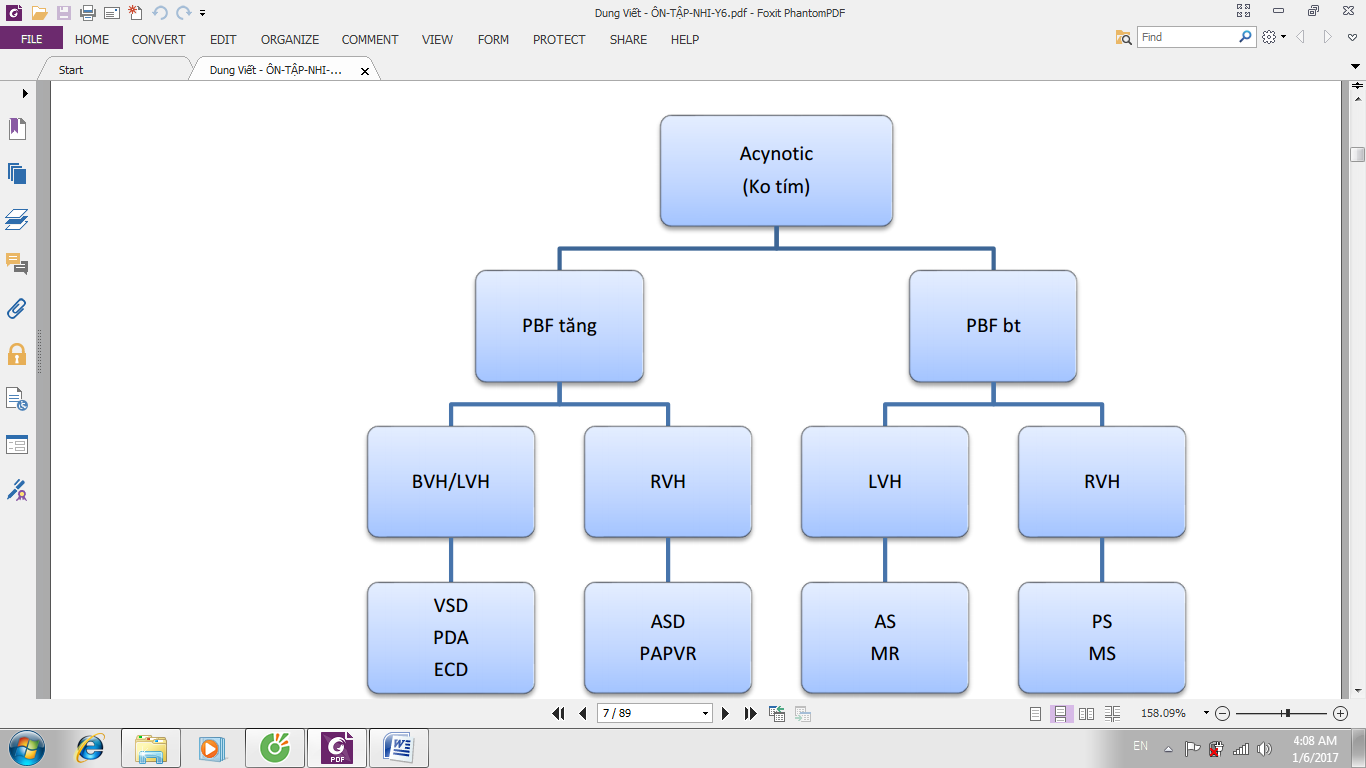 Dung Viết - ÔN-TẬP-NHI-Y6.pdf - Foxit PhantomPDF
FILE HOME CONVERT EDIT ORGANIZE COMMENT VIEW FORM PROTECT SHARE HELP
Find
Start
Dung Viết - ÔN-TẬP-NHI-...
Acynotic
(Ko tím)
PBF tăng
PBF bt
BVH/LVH
RVH
LVH
RVH
VSD
PDA
ECD
ASD
PAPVR
AS
MR
PS
MS
7 / 89
158.09%
PDF
EN
4:08 AM
1/6/2017